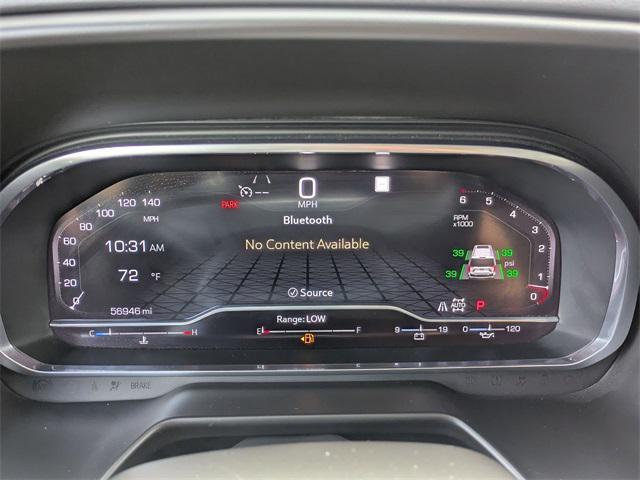 0
MPH
PARK
Bluetooth
No Content Available
Source
0 20 40 60 80 100 120 140
MPH
10:31 AM
72 °F
56946 mi
6 5 4 3 2 1 0
RPM
x1000
39 39
psi
39 39
AUTO P
Range: LOW
C H E F 9 19 0 120
BRAKE